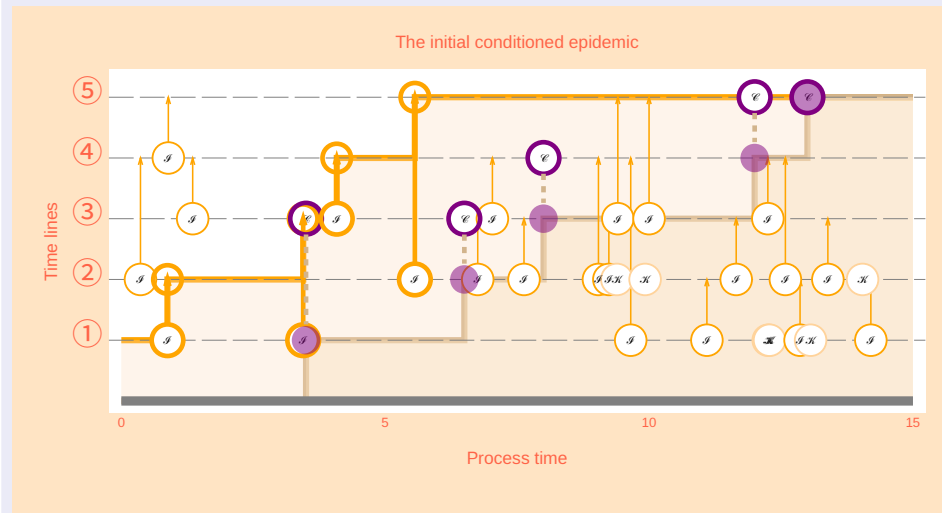 The initial conditioned epidemic
Time lines
⑤ 𝒞 𝒞
④ ℐ 𝒞
③ ℐ 𝒞 ℐ 𝒞 ℐ ℐ ℐ ℐ
② ℐ ℐ ℐ ℐ ℐ ℐ 𝒦 𝒦 ℐ ℐ ℐ 𝒦
① ℐ ℐ ℐ ℐ ℐ 𝒦 ℐ
0 5 10 15
Process time